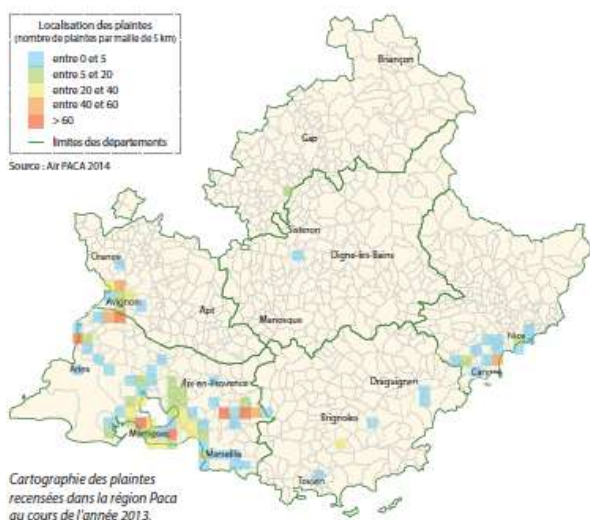 Localisation des plaintes
(nombre de plaintes par maille de 5 km)
entre 0 et 5
entre 5 et 20
entre 20 et 40
entre 40 et 60
> 60
limites des départements
Source : Air PACA 2014
Briançon
Gap
Sisteron
Digne-les-Bains
Orange
Avignon
Apt
Manosque
Nice
Cannes
Arles
Aix-en-Provence
Draguignan
Brignoles
Martigues
Marseille
Toulon
Cartographie des plaintes
recensées dans la région Paca
au cours de l'année 2013.